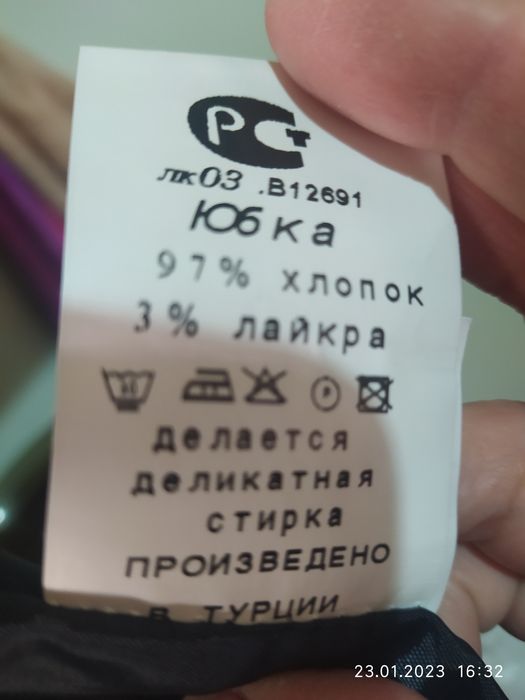 РСТ
лк03 .В12691
Юбка
97% хлопок
3% лайкра
делается
деликатная
стирка
ПРОИЗВЕДЕНО
В ТУРЦИИ
23.01.2023 16:32